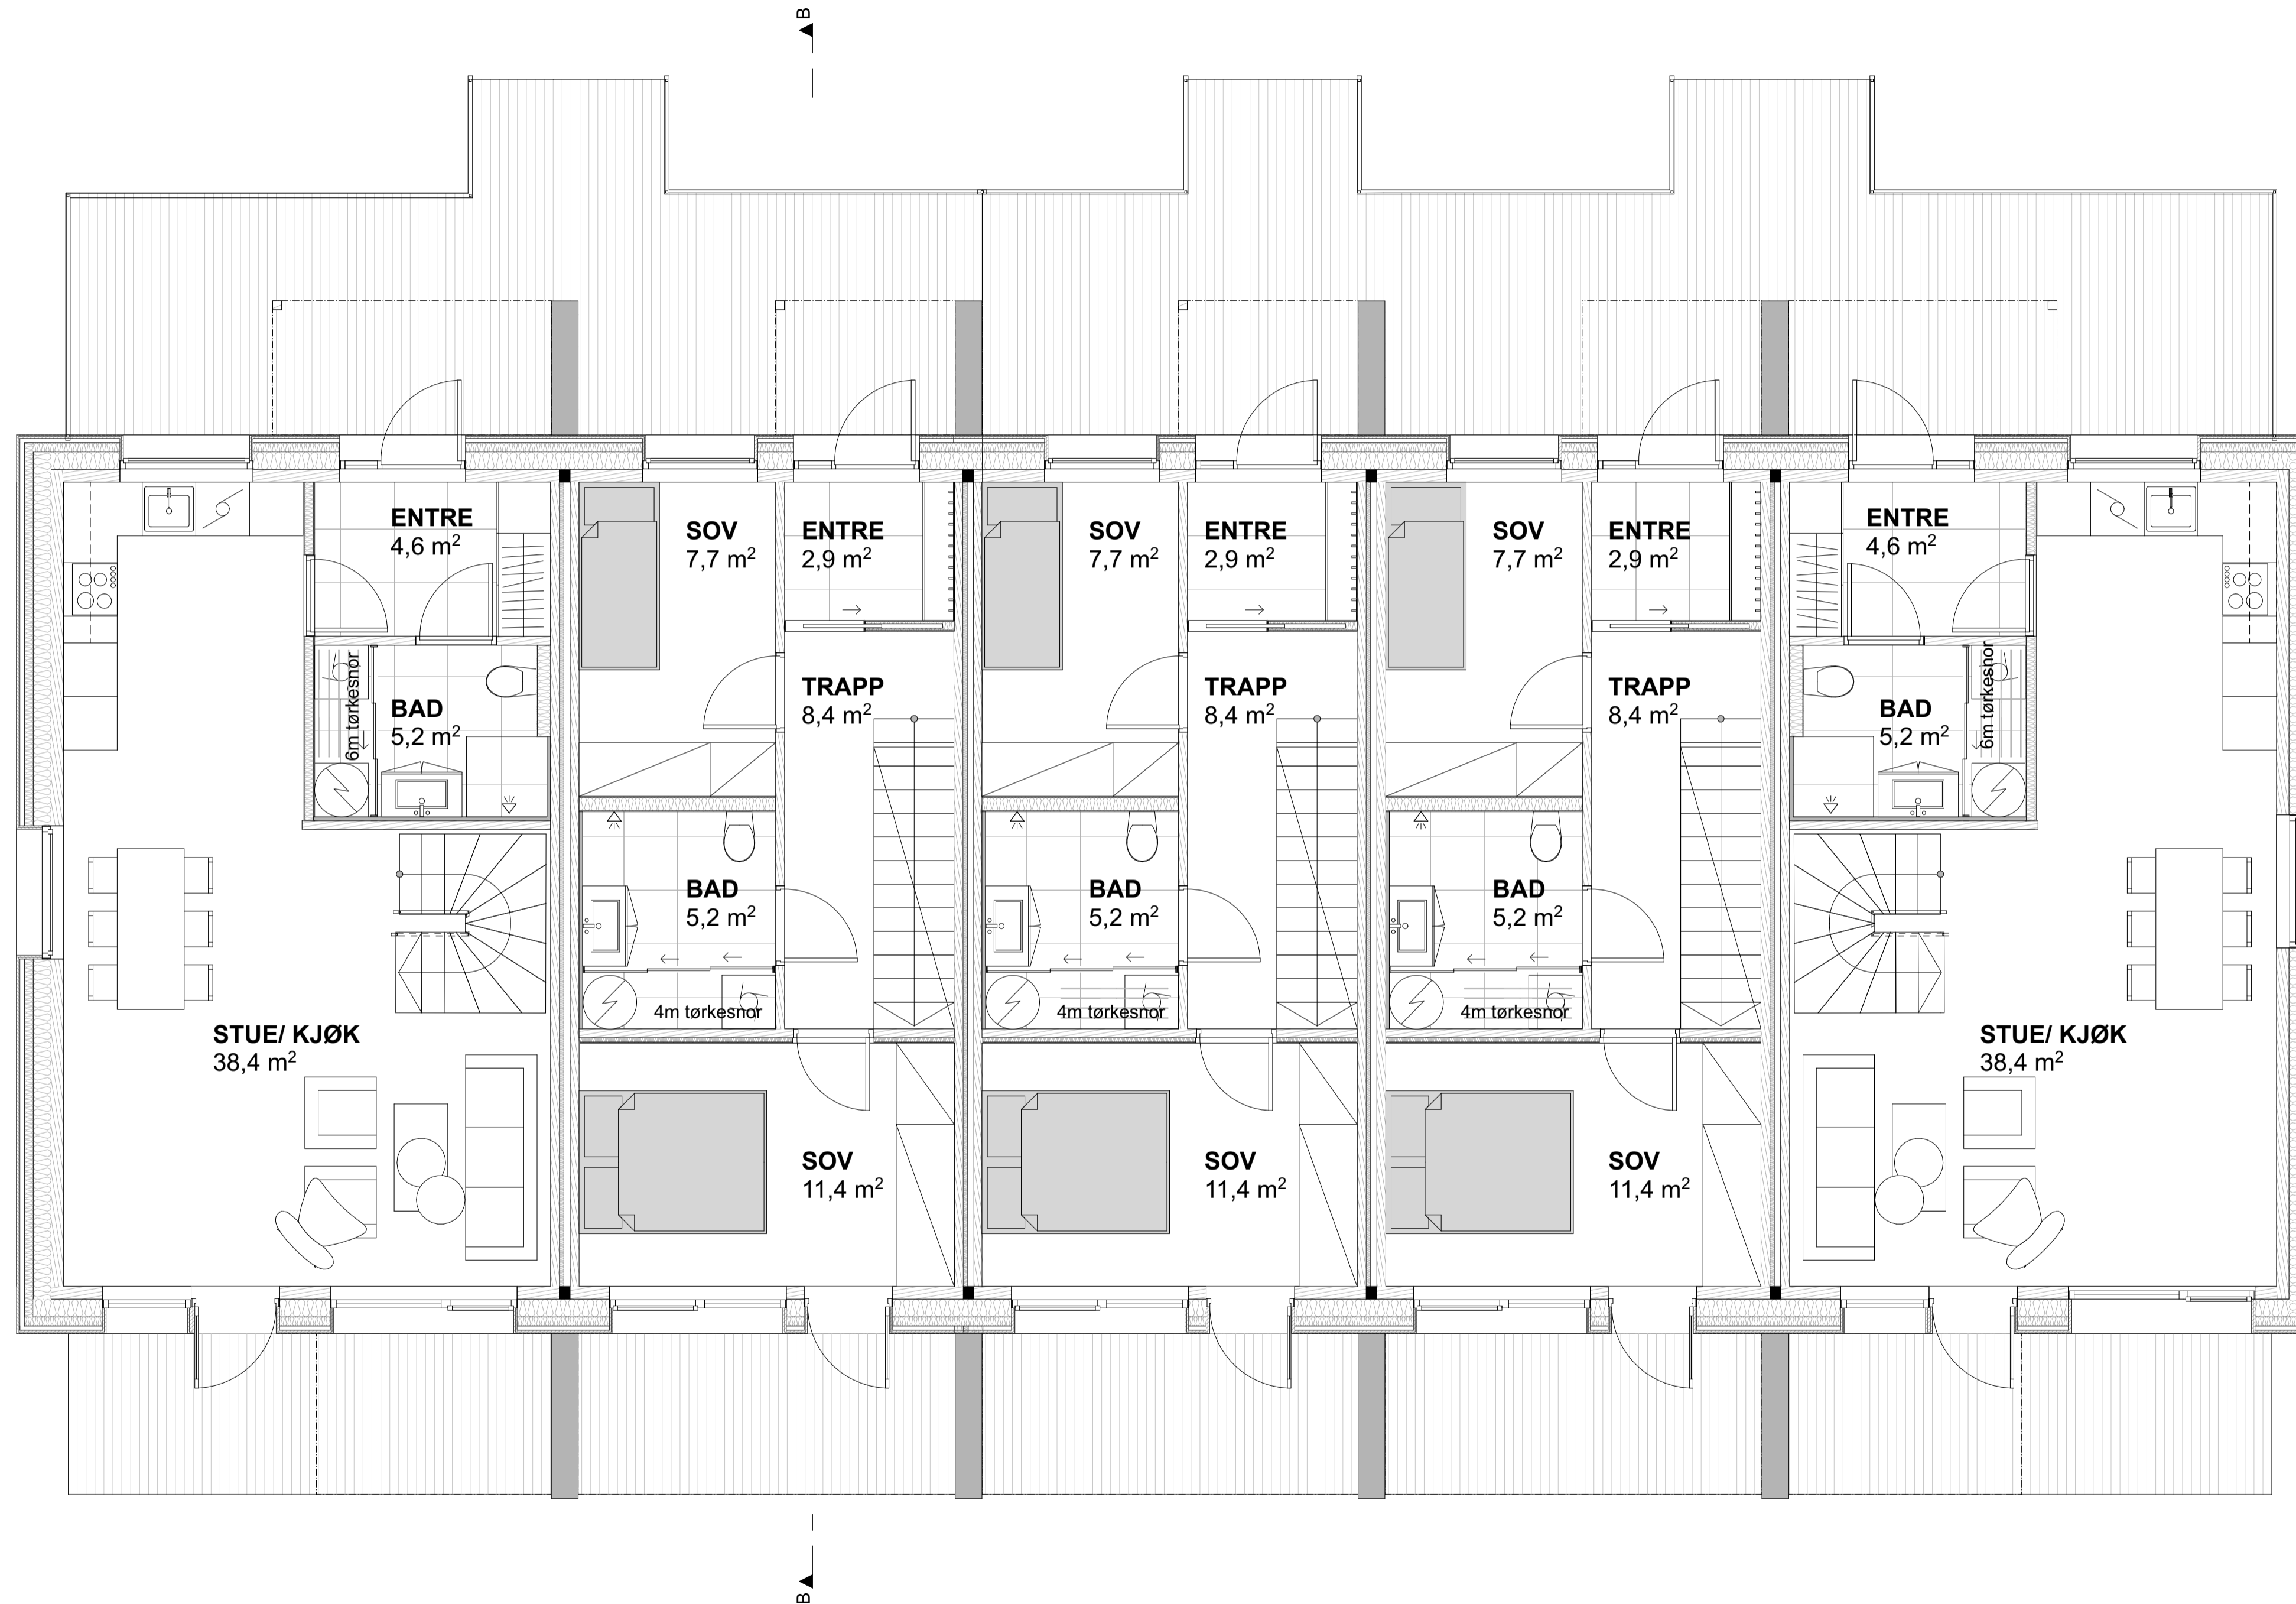 B
ENTRE
4,6 m²
SOV
7,7 m²
ENTRE
2,9 m²
SOV
7,7 m²
ENTRE
2,9 m²
SOV
7,7 m²
ENTRE
2,9 m²
ENTRE
4,6 m²
6m tørkesnor
BAD
5,2 m²
TRAPP
8,4 m²
TRAPP
8,4 m²
TRAPP
8,4 m²
BAD
5,2 m²
6m tørkesnor
BAD
5,2 m²
4m tørkesnor
BAD
5,2 m²
4m tørkesnor
BAD
5,2 m²
4m tørkesnor
STUE/ KJØK
38,4 m²
STUE/ KJØK
38,4 m²
SOV
11,4 m²
SOV
11,4 m²
SOV
11,4 m²
B